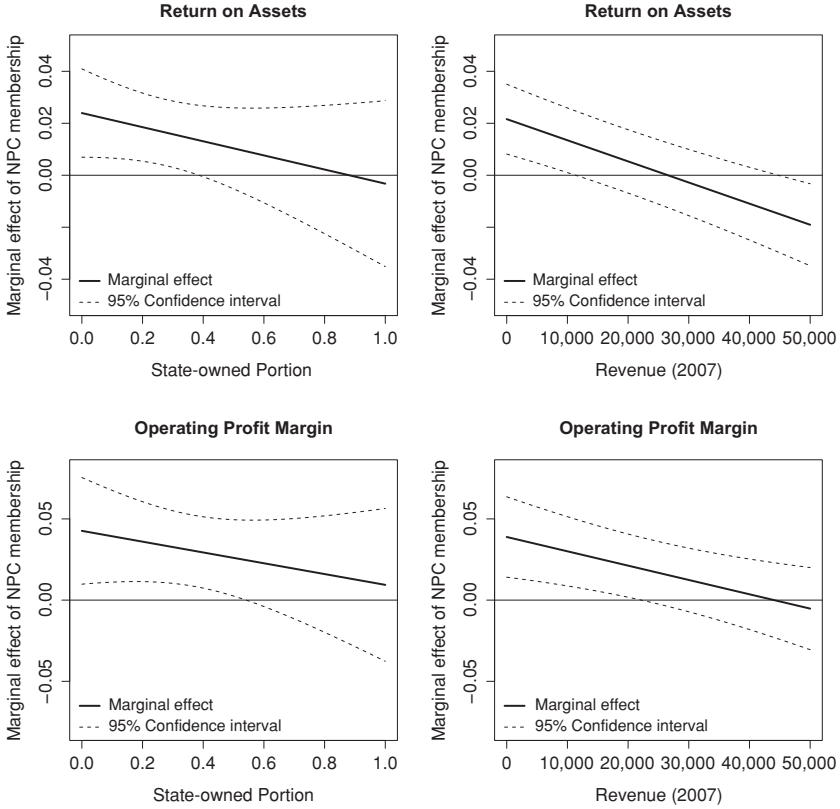 Return on Assets
Marginal effect of NPC membership
0.04
0.02
0.00
−0.04
Marginal effect
95% Confidence interval
0.0 0.2 0.4 0.6 0.8 1.0
State-owned Portion
Return on Assets
Marginal effect of NPC membership
0.04
0.02
0.00
−0.04
Marginal effect
95% Confidence interval
0 10,000 20,000 30,000 40,000 50,000
Revenue (2007)
Operating Profit Margin
Marginal effect of NPC membership
0.05
0.00
−0.05
Marginal effect
95% Confidence interval
0.0 0.2 0.4 0.6 0.8 1.0
State-owned Portion
Operating Profit Margin
Marginal effect of NPC membership
0.05
0.00
−0.05
Marginal effect
95% Confidence interval
0 10,000 20,000 30,000 40,000 50,000
Revenue (2007)